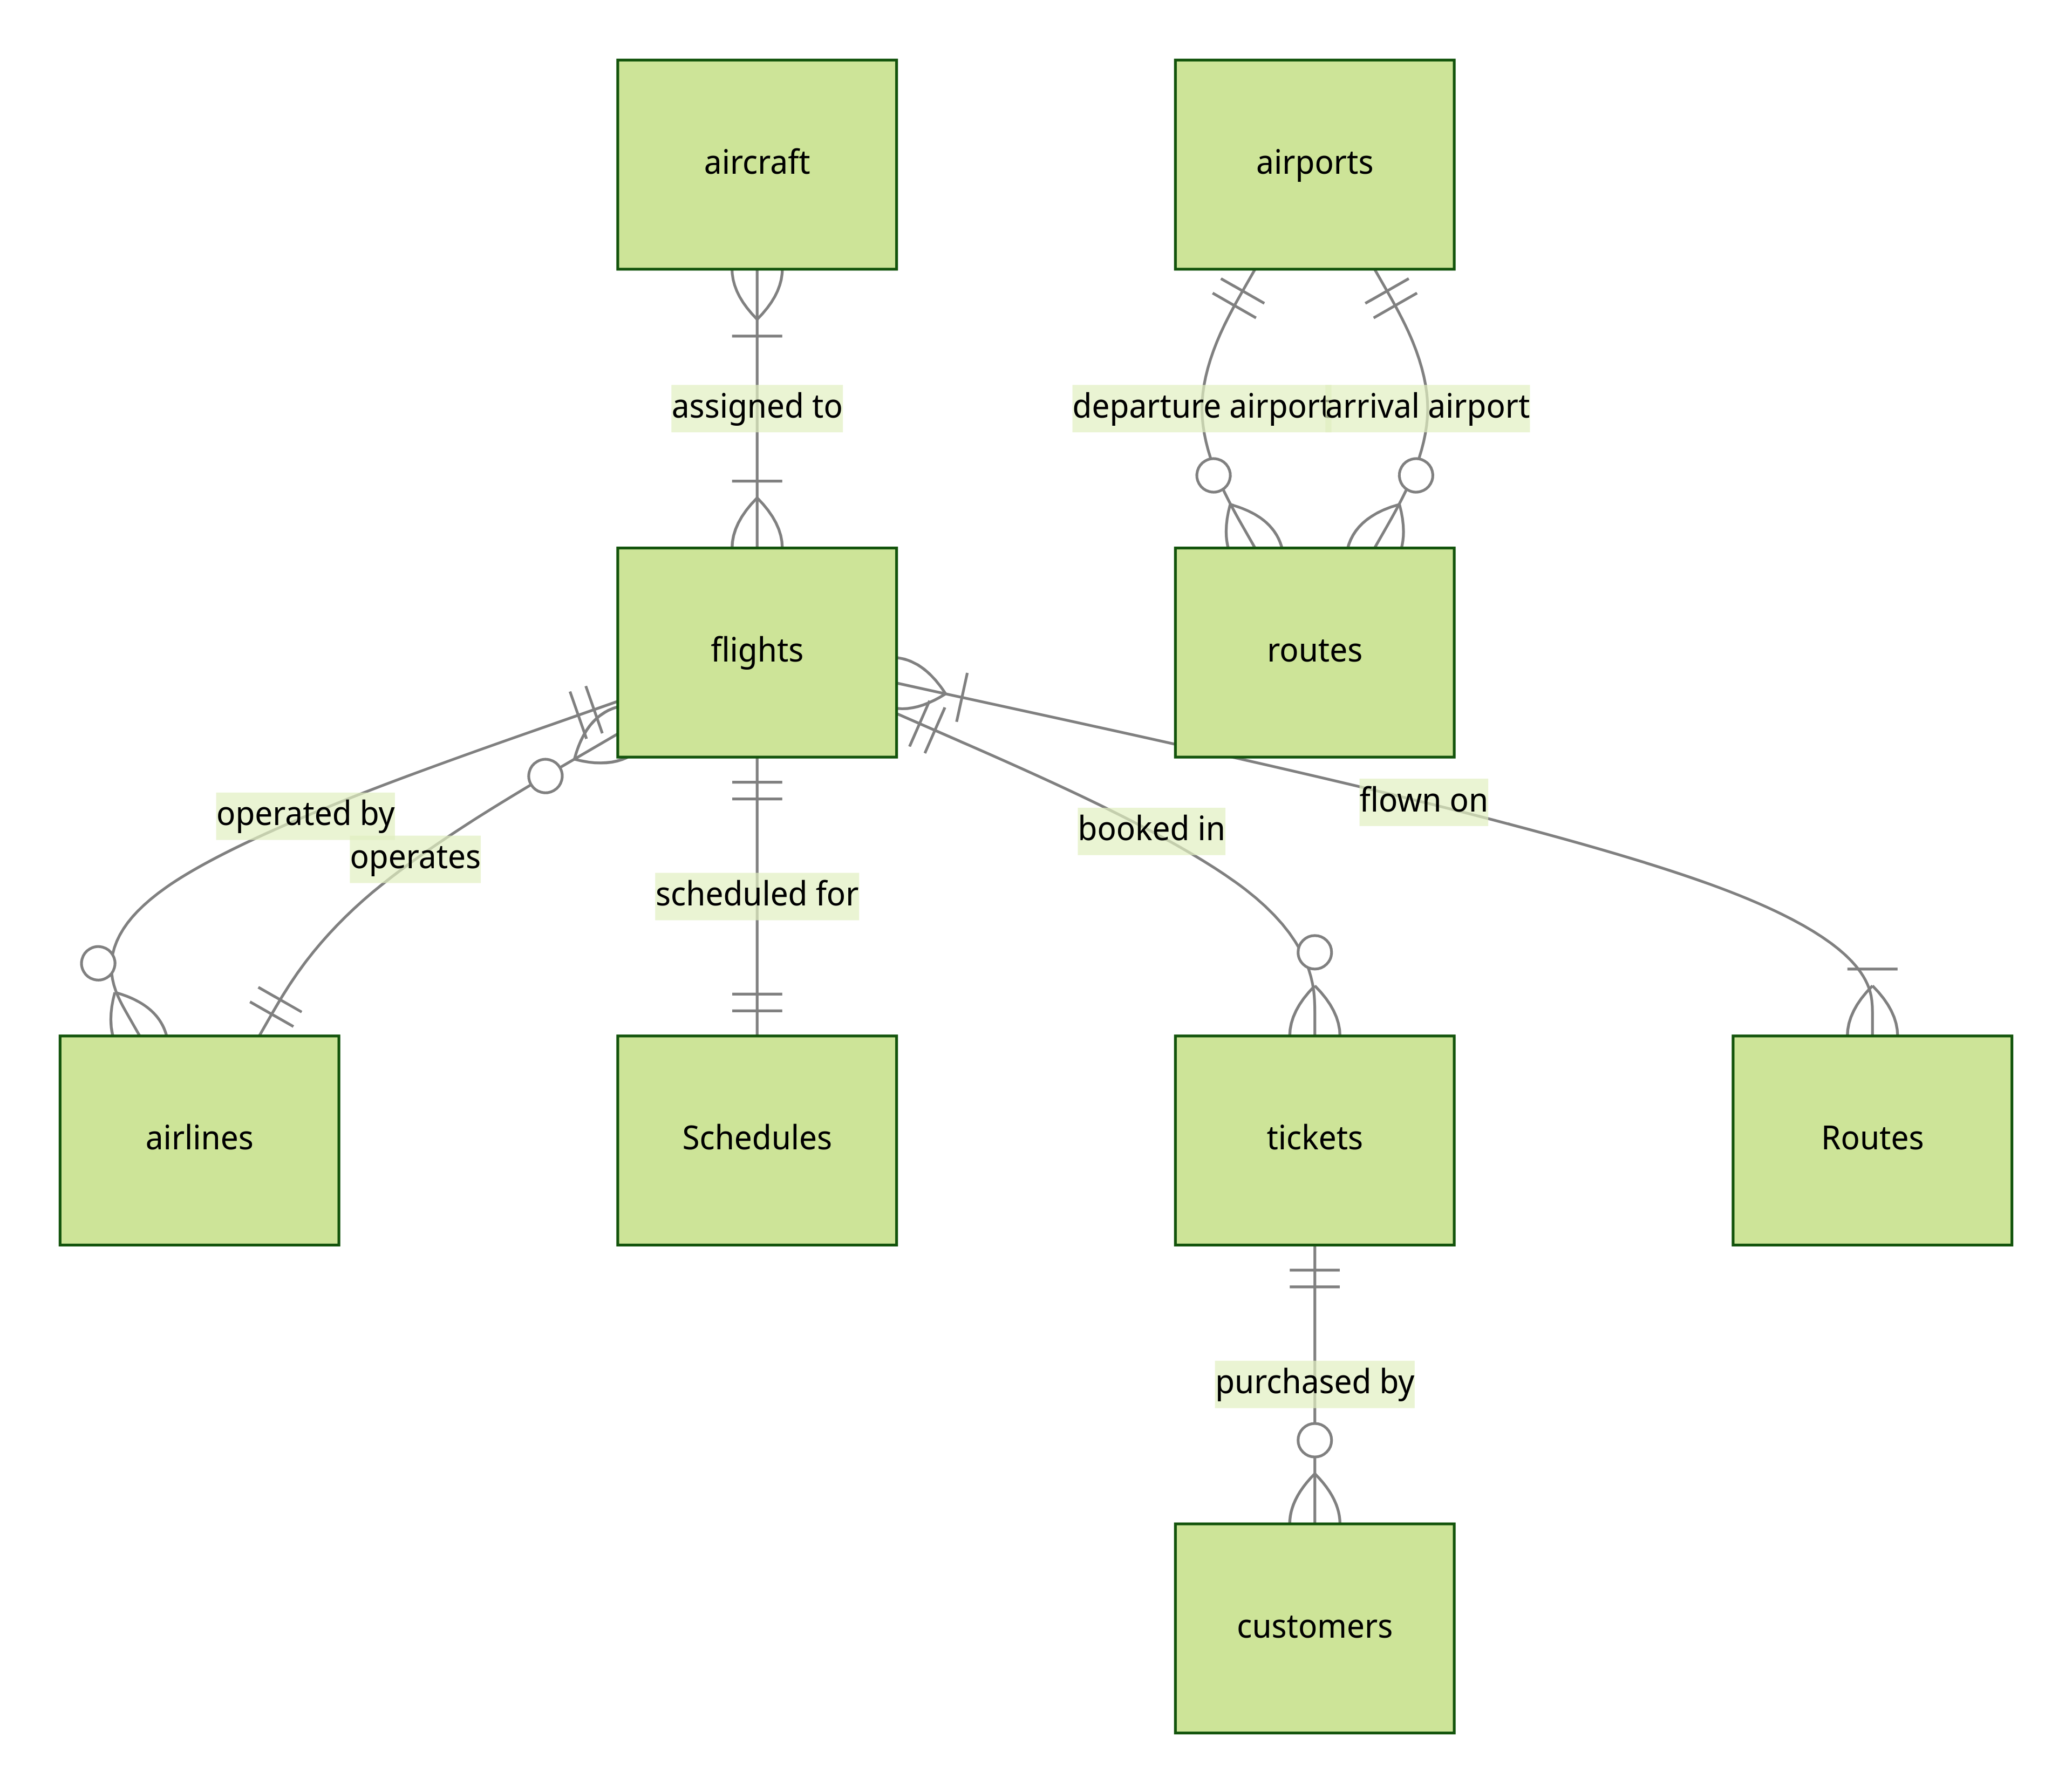 aircraft
airports
assigned to
departure airport
arrival airport
flights
routes
operated by
operates
scheduled for
booked in
flown on
airlines
Schedules
tickets
Routes
purchased by
customers